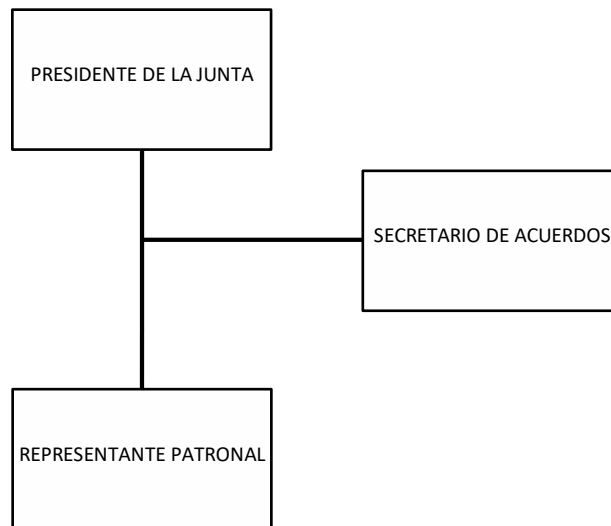 PRESIDENTE DE LA JUNTA
SECRETARIO DE ACUERDOS
REPRESENTANTE PATRONAL